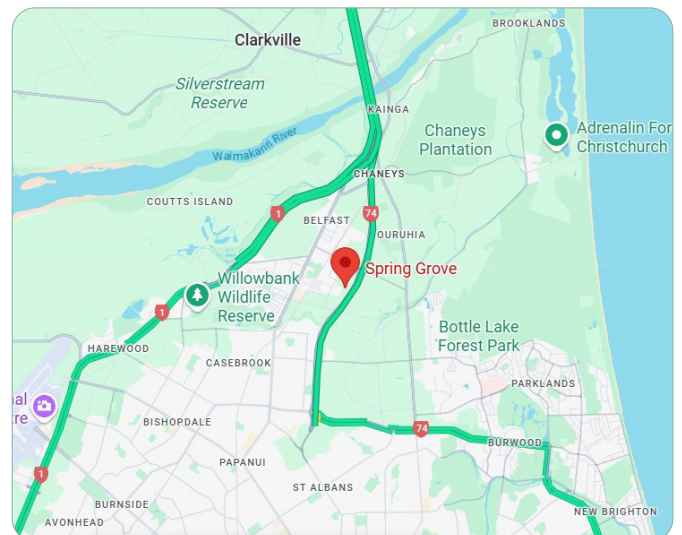 BROOKLANDS
Clarkville
Silverstream
Reserve
KAINGA
Chaneys
Plantation
Adrenalin For
Christchurch
Waimakariri River
CHANEYS
COUTTS ISLAND
1
74
BELFAST
OURUHIA
Spring Grove
Willowbank
Wildlife
Reserve
1
Bottle Lake
Forest Park
HAREWOOD
CASEBROOK
PARKLANDS
al
re
BISHOPDALE
74
BURWOOD
PAPANUI
1
ST ALBANS
BURNSIDE
NEW BRIGHTON
AVONHEAD